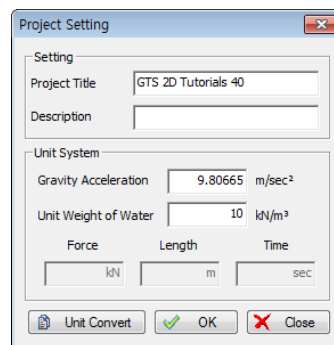 Project Setting
Setting
Project Title GTS 2D Tutorials 40
Description
Unit System
Gravity Acceleration 9.80665 m/sec²
Unit Weight of Water 10 kN/m³
Force Length Time
kN m sec
Unit Convert OK Close